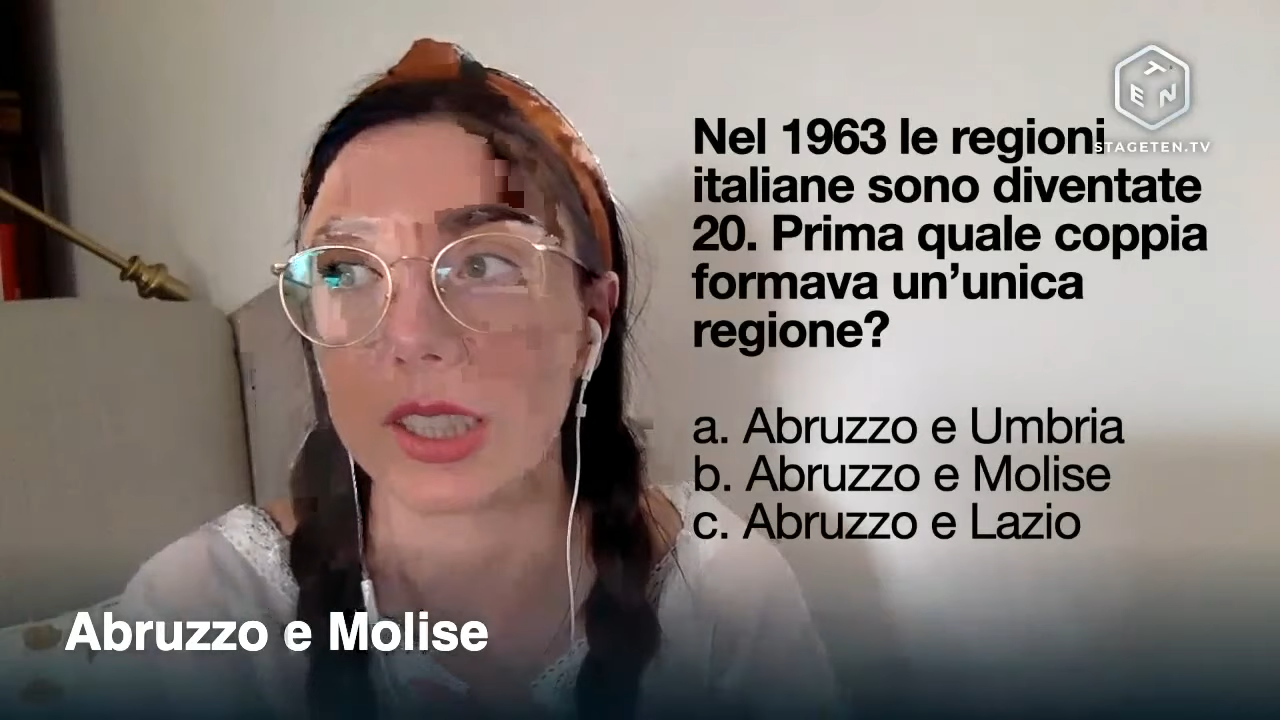 TEN
STAGETEN.TV
Nel 1963 le regioni
italiane sono diventate
20. Prima quale coppia
formava un’unica
regione?
a. Abruzzo e Umbria
b. Abruzzo e Molise
c. Abruzzo e Lazio
Abruzzo e Molise